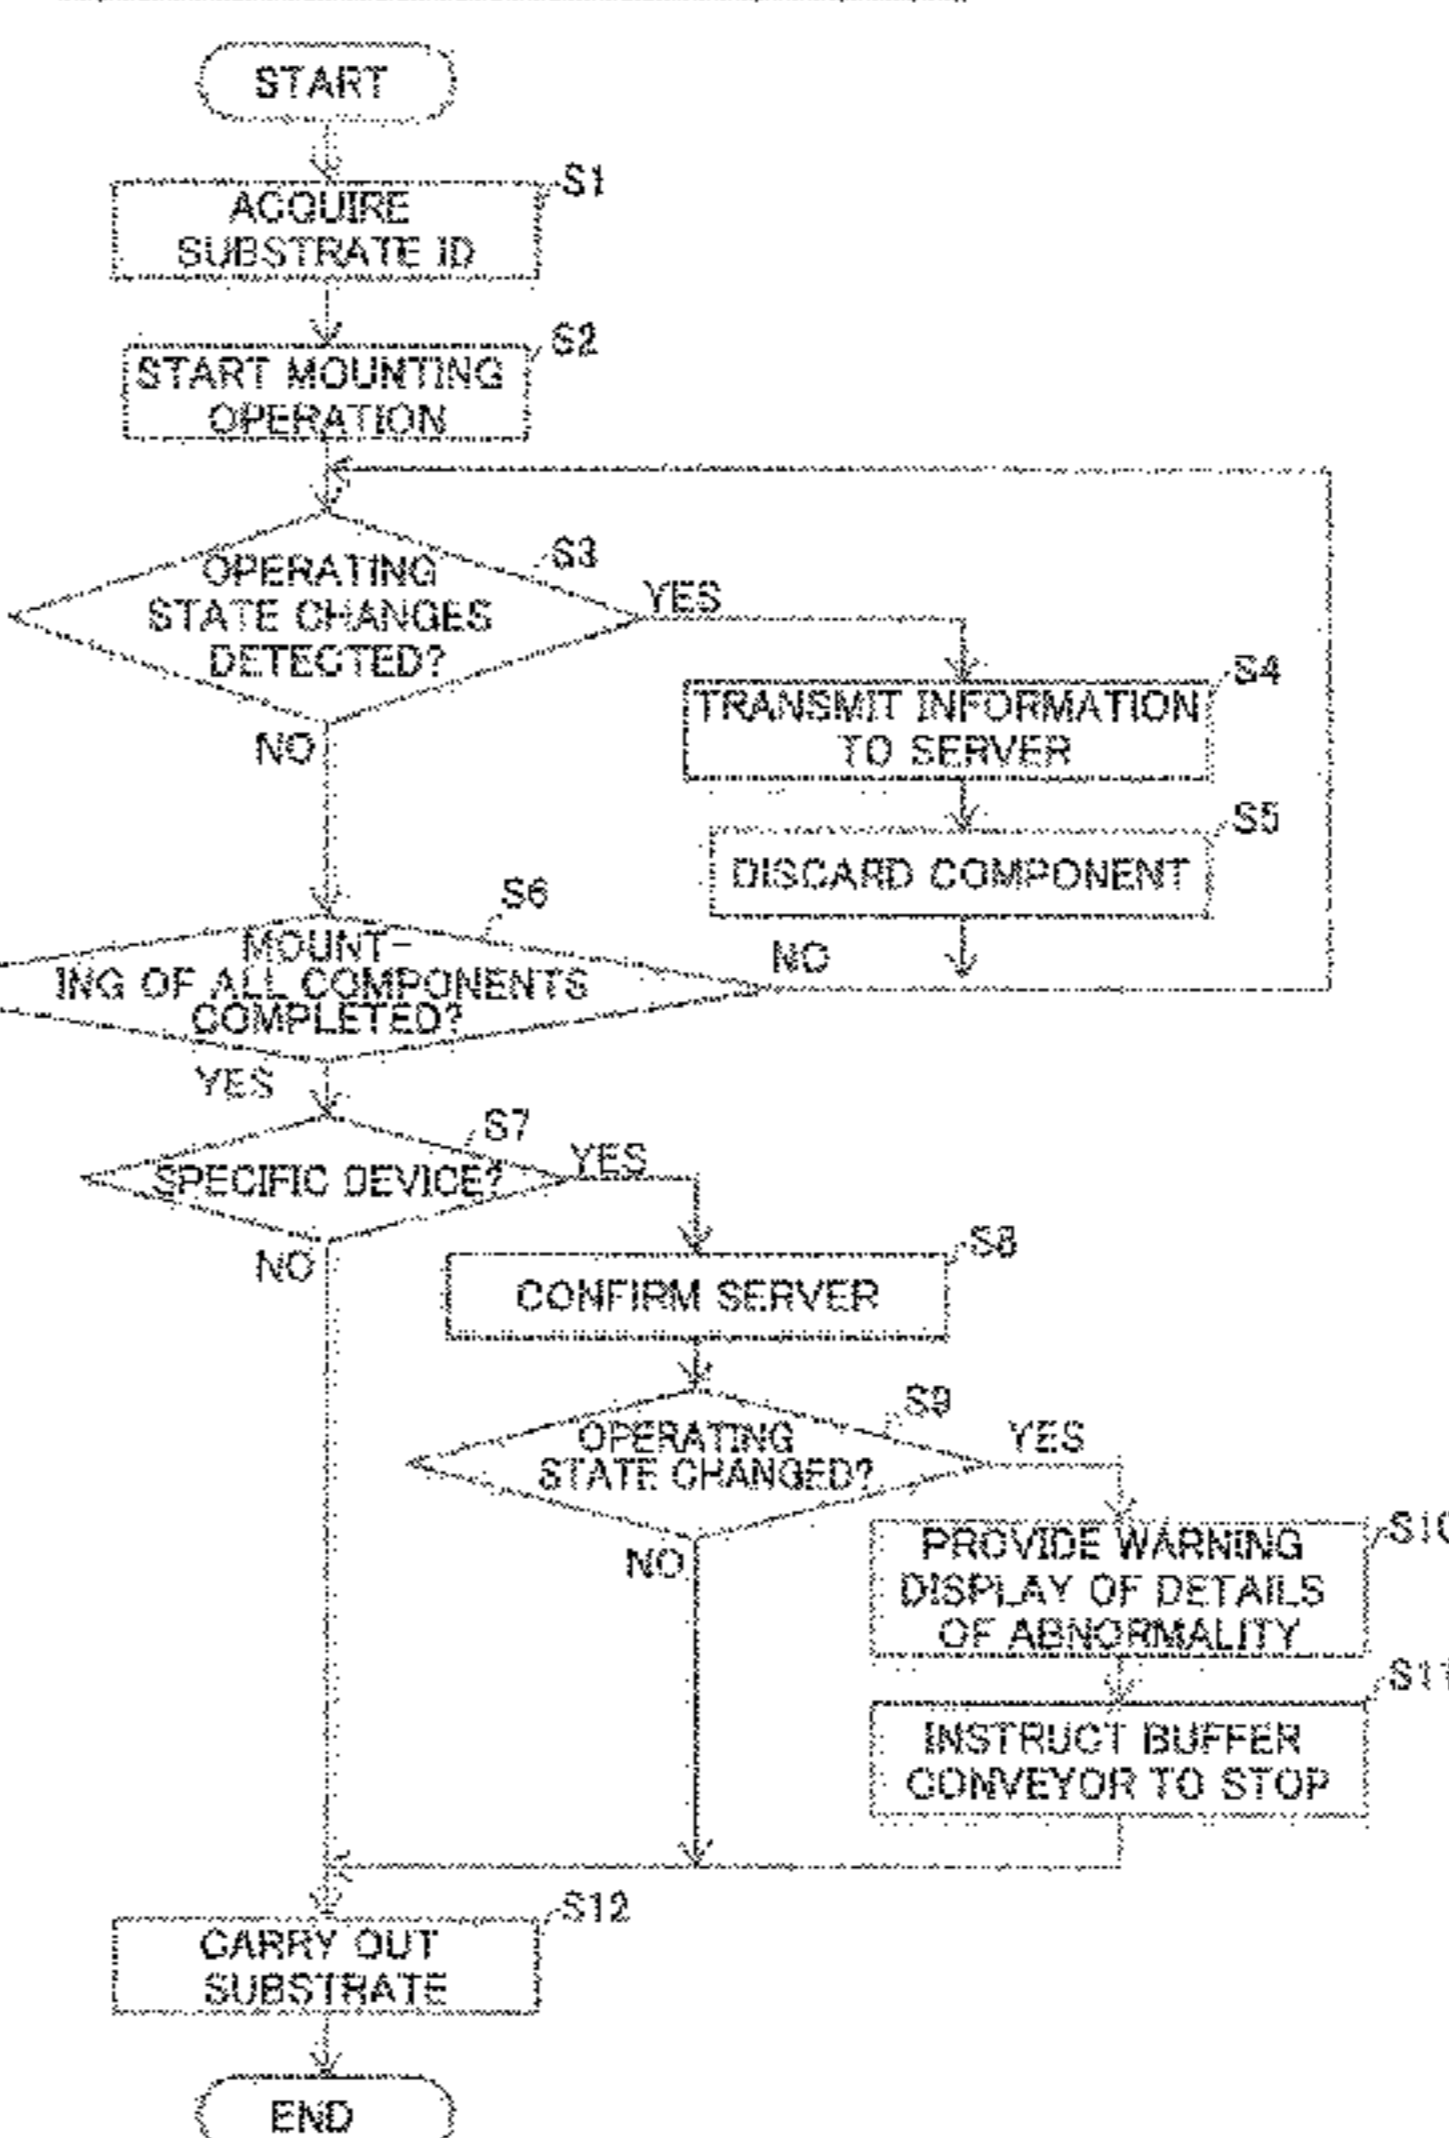 START
S1
ACQUIRE
SUBSTRATE ID
S2
START MOUNTING
OPERATION
S3
OPERATING
STATE CHANGES
DETECTED?
YES
NO
S4
TRANSMIT INFORMATION
TO SERVER
S5
DISCARD COMPONENT
S6
MOUNT-
ING OF ALL COMPONENTS
COMPLETED?
NO
YES
S7
SPECIFIC DEVICE?
YES
NO
S8
CONFIRM SERVER
S9
OPERATING
STATE CHANGED?
YES
NO
S10
PROVIDE WARNING
DISPLAY OF DETAILS
OF ABNORMALITY
S11
INSTRUCT BUFFER
CONVEYOR TO STOP
S12
CARRY OUT
SUBSTRATE
END